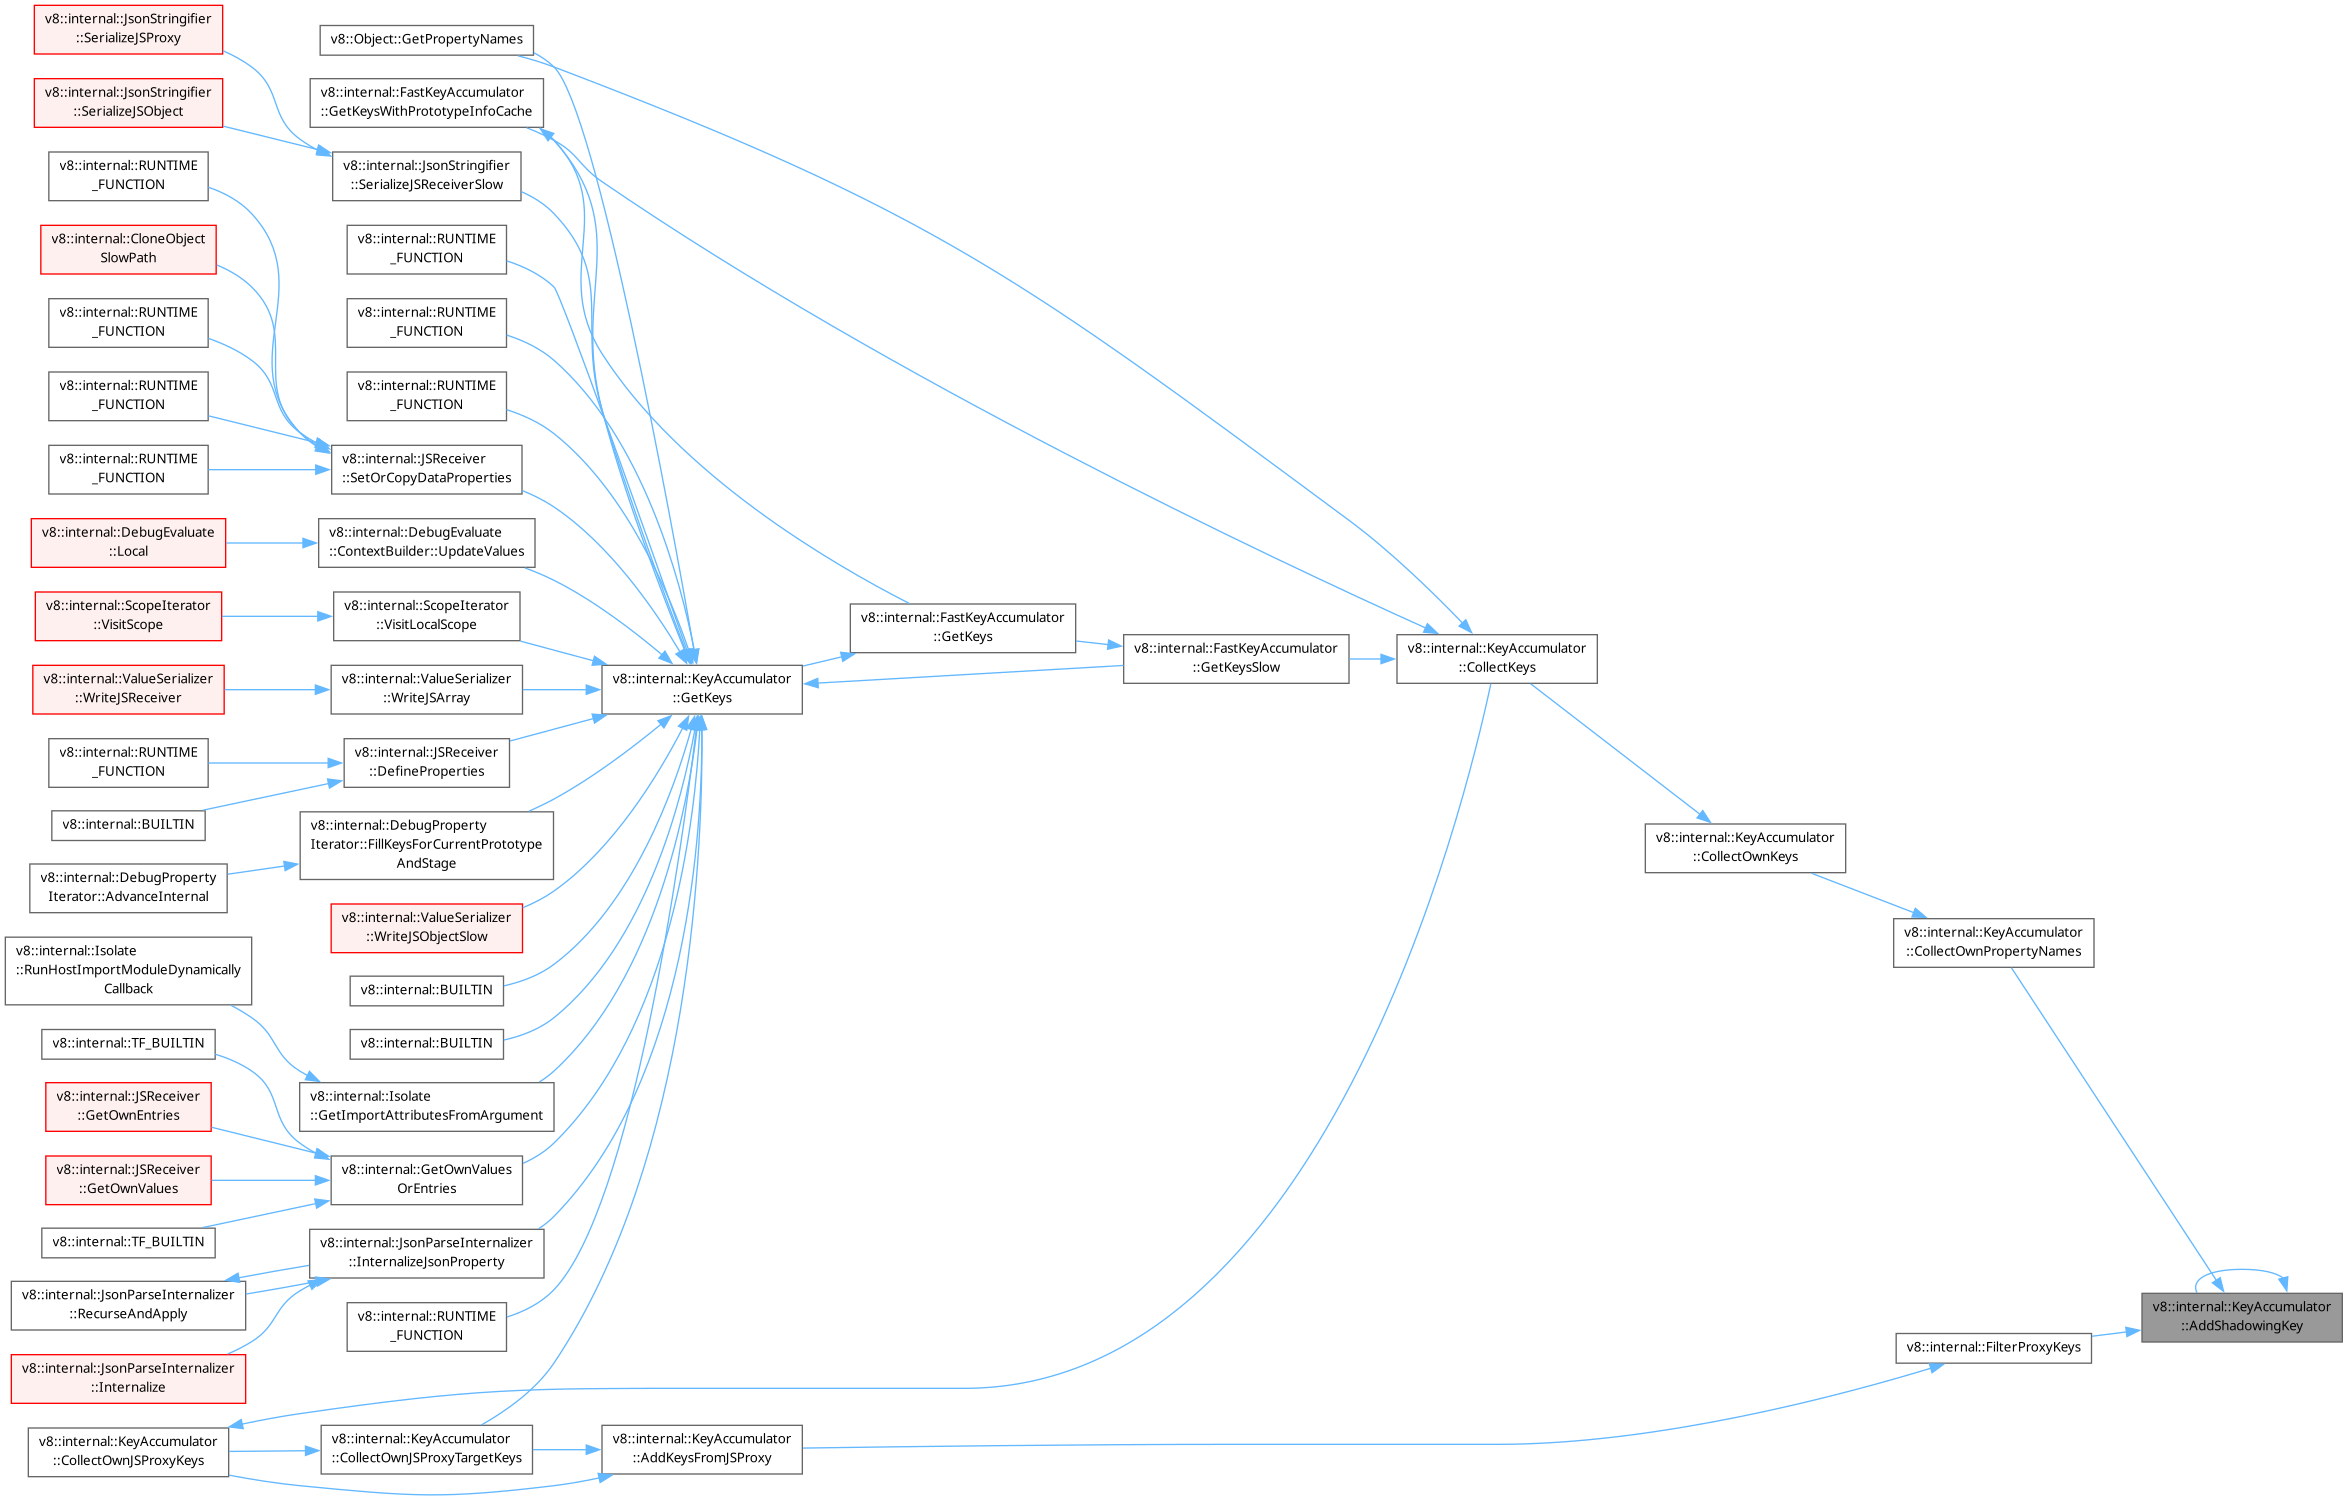 v8::internal::JsonStringifier
::SerializeJSProxy
v8::internal::JsonStringifier
::SerializeJSObject
v8::internal::RUNTIME
_FUNCTION
v8::internal::CloneObject
SlowPath
v8::internal::RUNTIME
_FUNCTION
v8::internal::RUNTIME
_FUNCTION
v8::internal::RUNTIME
_FUNCTION
v8::internal::DebugEvaluate
::Local
v8::internal::ScopeIterator
::VisitScope
v8::internal::ValueSerializer
::WriteJSReceiver
v8::internal::RUNTIME
_FUNCTION
v8::internal::BUILTIN
v8::internal::DebugProperty
Iterator::AdvanceInternal
v8::internal::Isolate
::RunHostImportModuleDynamically
Callback
v8::internal::TF_BUILTIN
v8::internal::JSReceiver
::GetOwnEntries
v8::internal::JSReceiver
::GetOwnValues
v8::internal::TF_BUILTIN
v8::internal::JsonParseInternalizer
::RecurseAndApply
v8::internal::JsonParseInternalizer
::Internalize
v8::internal::KeyAccumulator
::CollectOwnJSProxyKeys
v8::Object::GetPropertyNames
v8::internal::FastKeyAccumulator
::GetKeysWithPrototypeInfoCache
v8::internal::JsonStringifier
::SerializeJSReceiverSlow
v8::internal::RUNTIME
_FUNCTION
v8::internal::RUNTIME
_FUNCTION
v8::internal::RUNTIME
_FUNCTION
v8::internal::JSReceiver
::SetOrCopyDataProperties
v8::internal::DebugEvaluate
::ContextBuilder::UpdateValues
v8::internal::ScopeIterator
::VisitLocalScope
v8::internal::ValueSerializer
::WriteJSArray
v8::internal::JSReceiver
::DefineProperties
v8::internal::DebugProperty
Iterator::FillKeysForCurrentPrototype
AndStage
v8::internal::ValueSerializer
::WriteJSObjectSlow
v8::internal::BUILTIN
v8::internal::BUILTIN
v8::internal::Isolate
::GetImportAttributesFromArgument
v8::internal::GetOwnValues
OrEntries
v8::internal::JsonParseInternalizer
::InternalizeJsonProperty
v8::internal::RUNTIME
_FUNCTION
v8::internal::KeyAccumulator
::CollectOwnJSProxyTargetKeys
v8::internal::KeyAccumulator
::GetKeys
v8::internal::KeyAccumulator
::AddKeysFromJSProxy
v8::internal::FastKeyAccumulator
::GetKeys
v8::internal::FastKeyAccumulator
::GetKeysSlow
v8::internal::KeyAccumulator
::CollectKeys
v8::internal::KeyAccumulator
::CollectOwnKeys
v8::internal::KeyAccumulator
::CollectOwnPropertyNames
v8::internal::FilterProxyKeys
v8::internal::KeyAccumulator
::AddShadowingKey